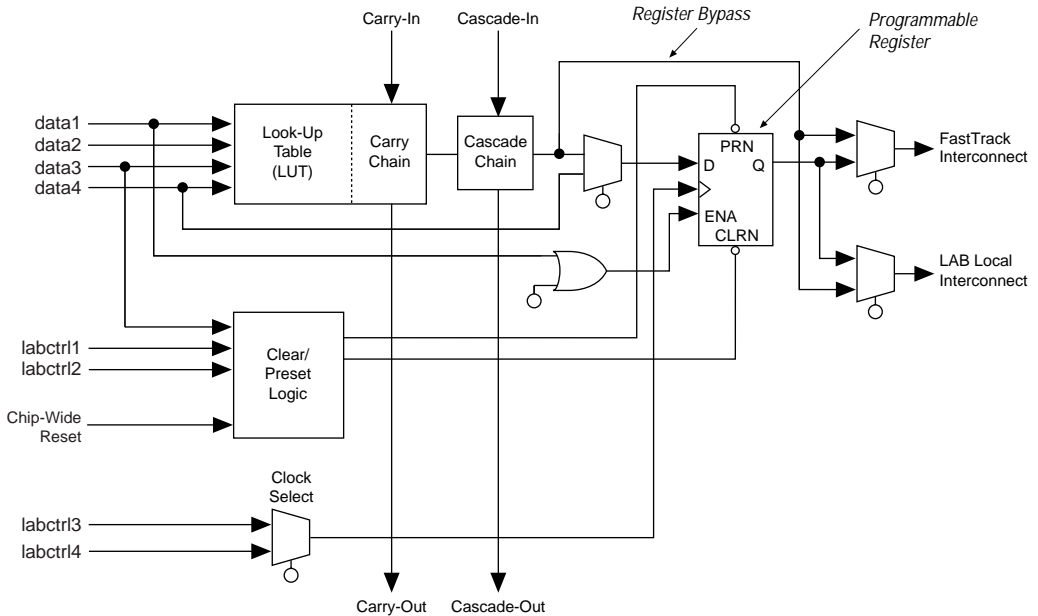 Carry-In
Cascade-In
Register Bypass
Programmable
Register
data1
data2
data3
data4
Look-Up
Table
(LUT)
Carry
Chain
Cascade
Chain
PRN
D
Q
ENA
CLRN
FastTrack
Interconnect
LAB Local
Interconnect
labctrl1
labctrl2
Clear/
Preset
Logic
Chip-Wide
Reset
Clock
Select
labctrl3
labctrl4
Carry-Out
Cascade-Out